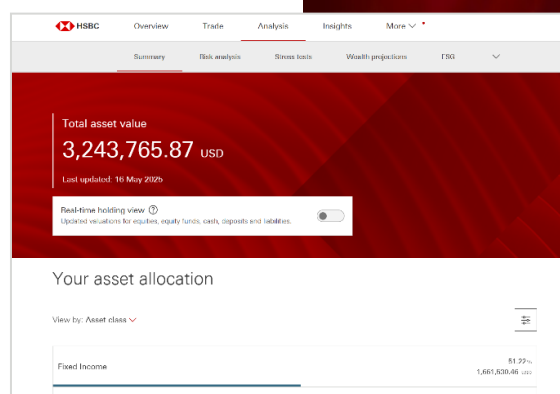 HSBC Overview Trade Analysis Insights More
Summary Risk analysis Stress tests Wealth projections ESG
Total asset value
3,243,765.87 USD
Last updated: 16 May 2025
Real-time holding view
Updated valuations for equities, equity funds, cash, deposits and liabilities.
Your asset allocation
View by: Asset class
Fixed Income
51.22%
1,661,630.46 USD